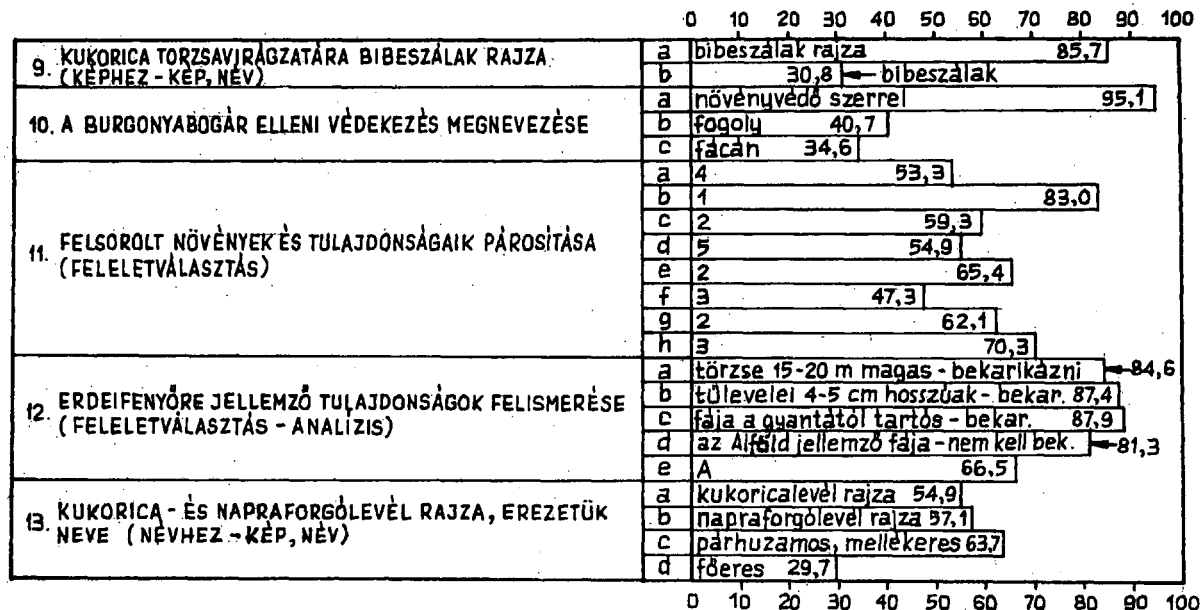 0 10 20 30 40 50 60 70 80 90 100
9. KUKORICA TORZSAVIRÁGZATÁRA BIBESZÁLAK RAJZA
(KÉPHEZ - KÉP, NÉV)
a bibeszálak rajza 85,7
b 30,8 bibeszálak
10. A BURGONYABOGÁR ELLENI VÉDEKEZÉS MEGNEVEZÉSE
a növényvédő szerrel 95,1
b fogoly 40,7
c fácán 34,6
11. FELSOROLT NÖVÉNYEK ÉS TULAJDONSÁGAIK PÁROSÍTÁSA
(FELELETVÁLASZTÁS)
a 4 53,3
b 1 83,0
c 2 59,3
d 5 54,9
e 2 65,4
f 3 47,3
g 2 62,1
h 3 70,3
12. ERDEIFENYŐRE JELLEMZŐ TULAJDONSÁGOK FELISMERÉSE
(FELELETVÁLASZTÁS - ANALÍZIS)
a törzse 15-20 m magas - bekarikázni 84,6
b tűlevelei 4-5 cm hosszúak - bekar. 87,4
c fája a gyantától tartós - bekar. 87,9
d az Alföld jellemző fája - nem kell bek. 81,3
e A 66,5
13. KUKORICA - ÉS NAPRAFORGÓLEVÉL RAJZA, EREZETÜK
NEVE (NÉVHEZ - KÉP, NÉV)
a kukoricalevél rajza 54,9
b napraforgólevél rajza 57,1
c párhuzamos, mellékeres 63,7
d főeres 29,7
0 10 20 30 40 50 60 70 80 90 100